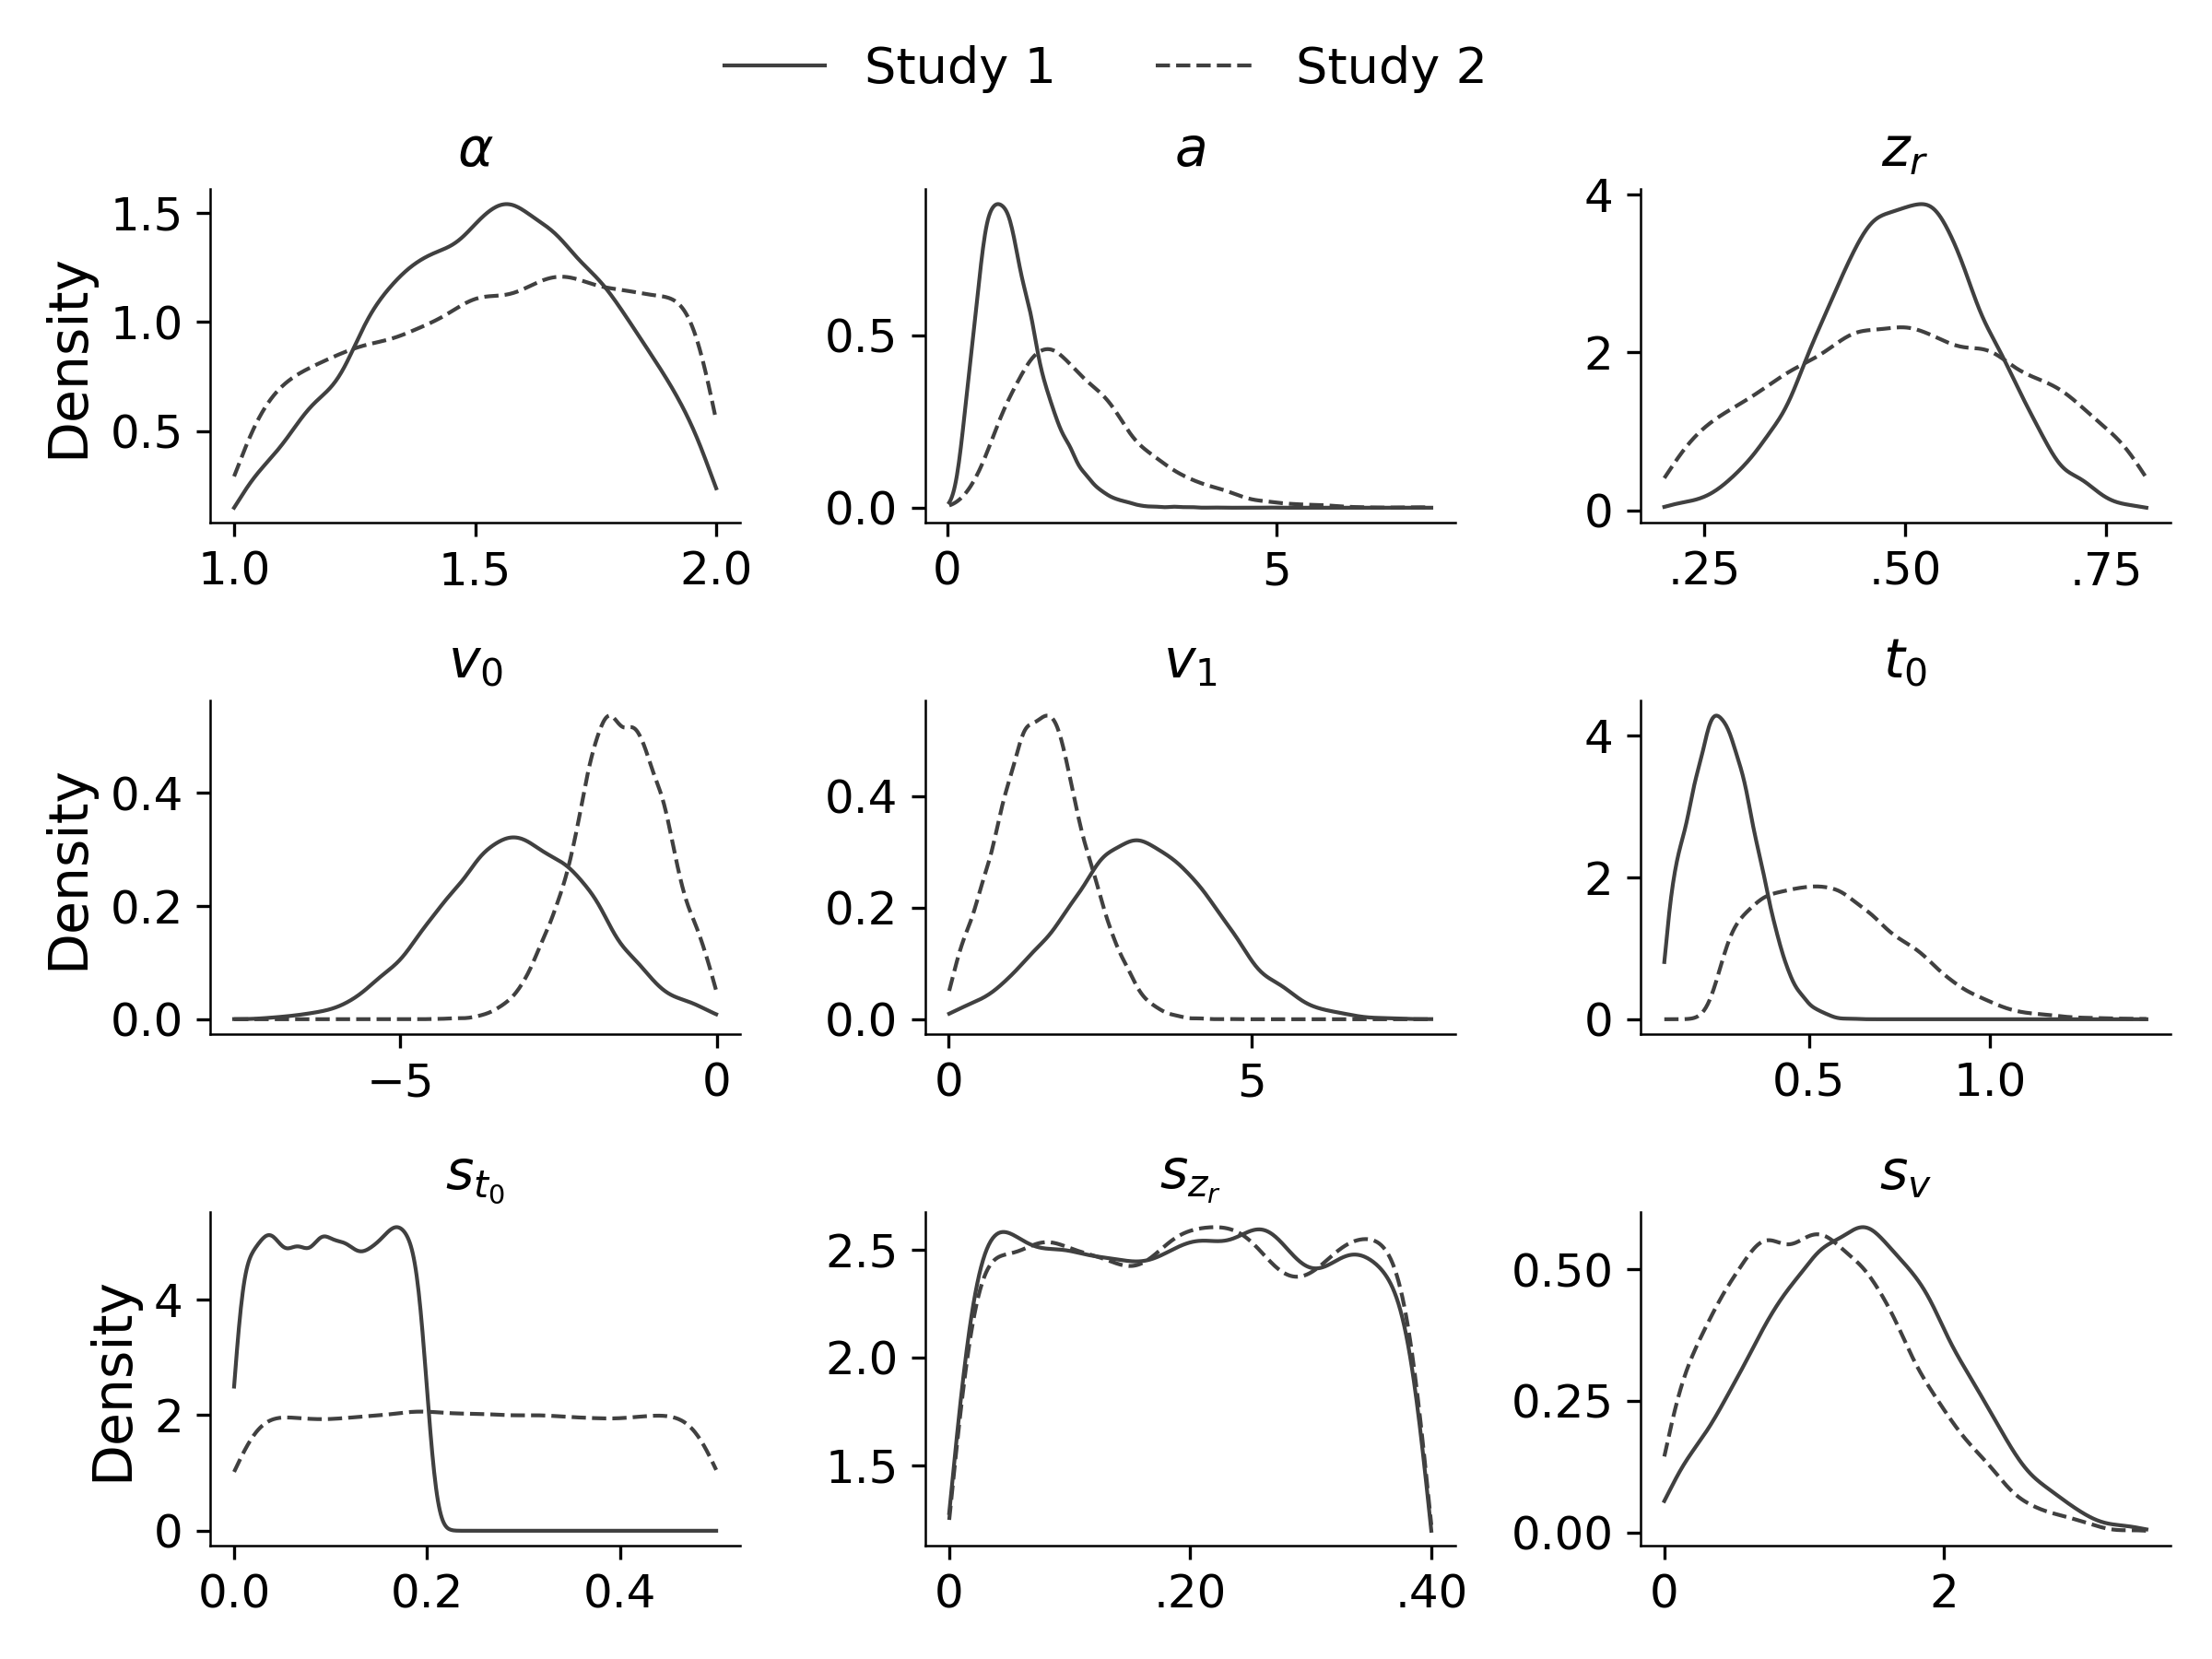 Study 1 Study 2
α a z_r
Density 1.5 1.0 0.5 0.5 0.0 4 2 0
1.0 1.5 2.0 0 5 .25 .50 .75
v_0 v_1 t_0
Density 0.4 0.2 0.0 0.4 0.2 0.0 4 2 0
−5 0 0 5 0.5 1.0
s_{t_0} s_{z_r} s_v
Density 4 2 0 2.5 2.0 1.5 0.50 0.25 0.00
0.0 0.2 0.4 0 .20 .40 0 2